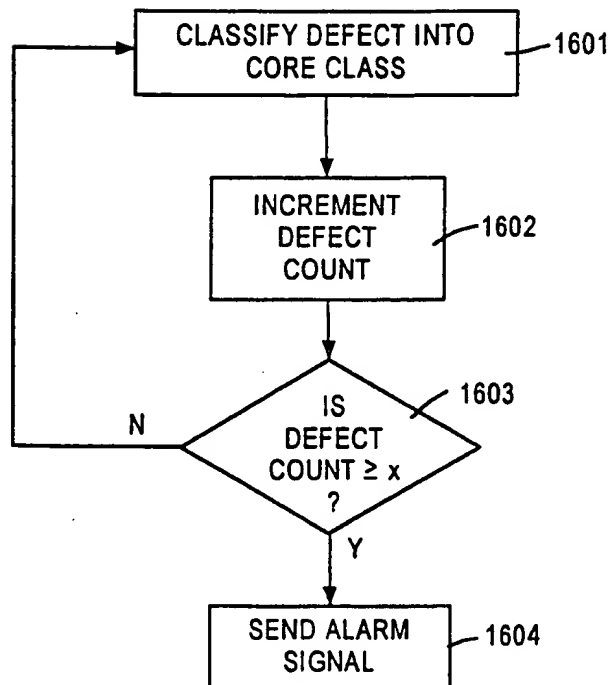 CLASSIFY DEFECT INTO
CORE CLASS
1601
INCREMENT
DEFECT
COUNT
1602
IS
DEFECT
COUNT ≥ x
?
1603
N
Y
SEND ALARM
SIGNAL
1604